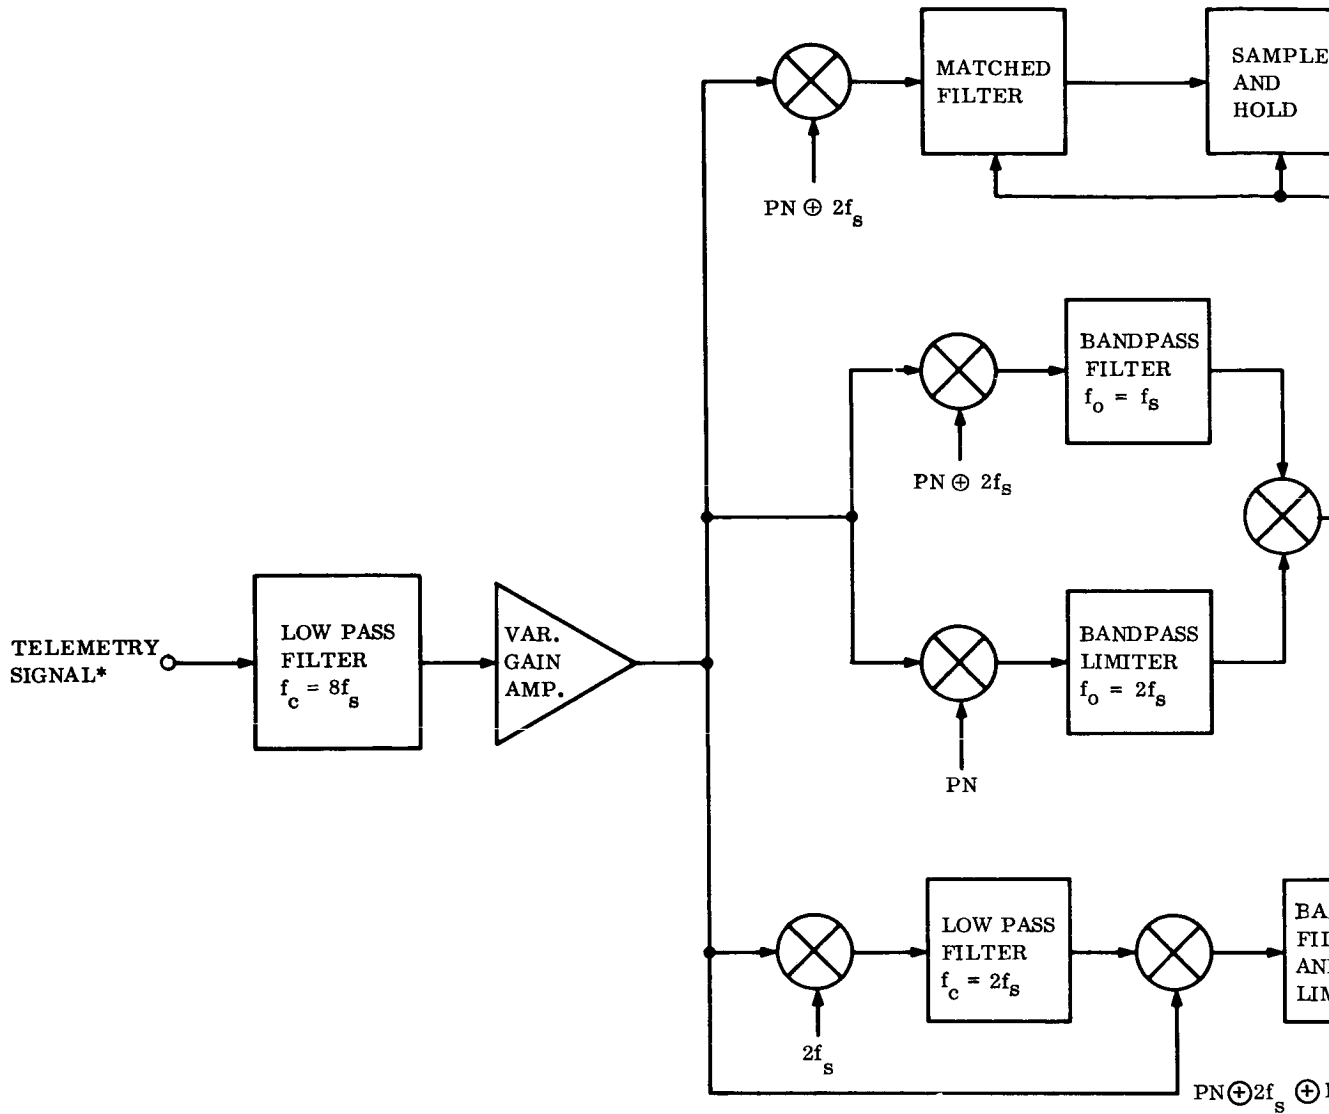 MATCHED
FILTER
SAMPLE
AND
HOLD
PN ⊕ 2fs
BANDPASS
FILTER
fo = fs
PN ⊕ 2fs
TELEMETRY
SIGNAL*
LOW PASS
FILTER
fc = 8fs
VAR.
GAIN
AMP.
BANDPASS
LIMITER
fo = 2fs
PN
LOW PASS
FILTER
fc = 2fs
2fs
PN⊕2fs ⊕